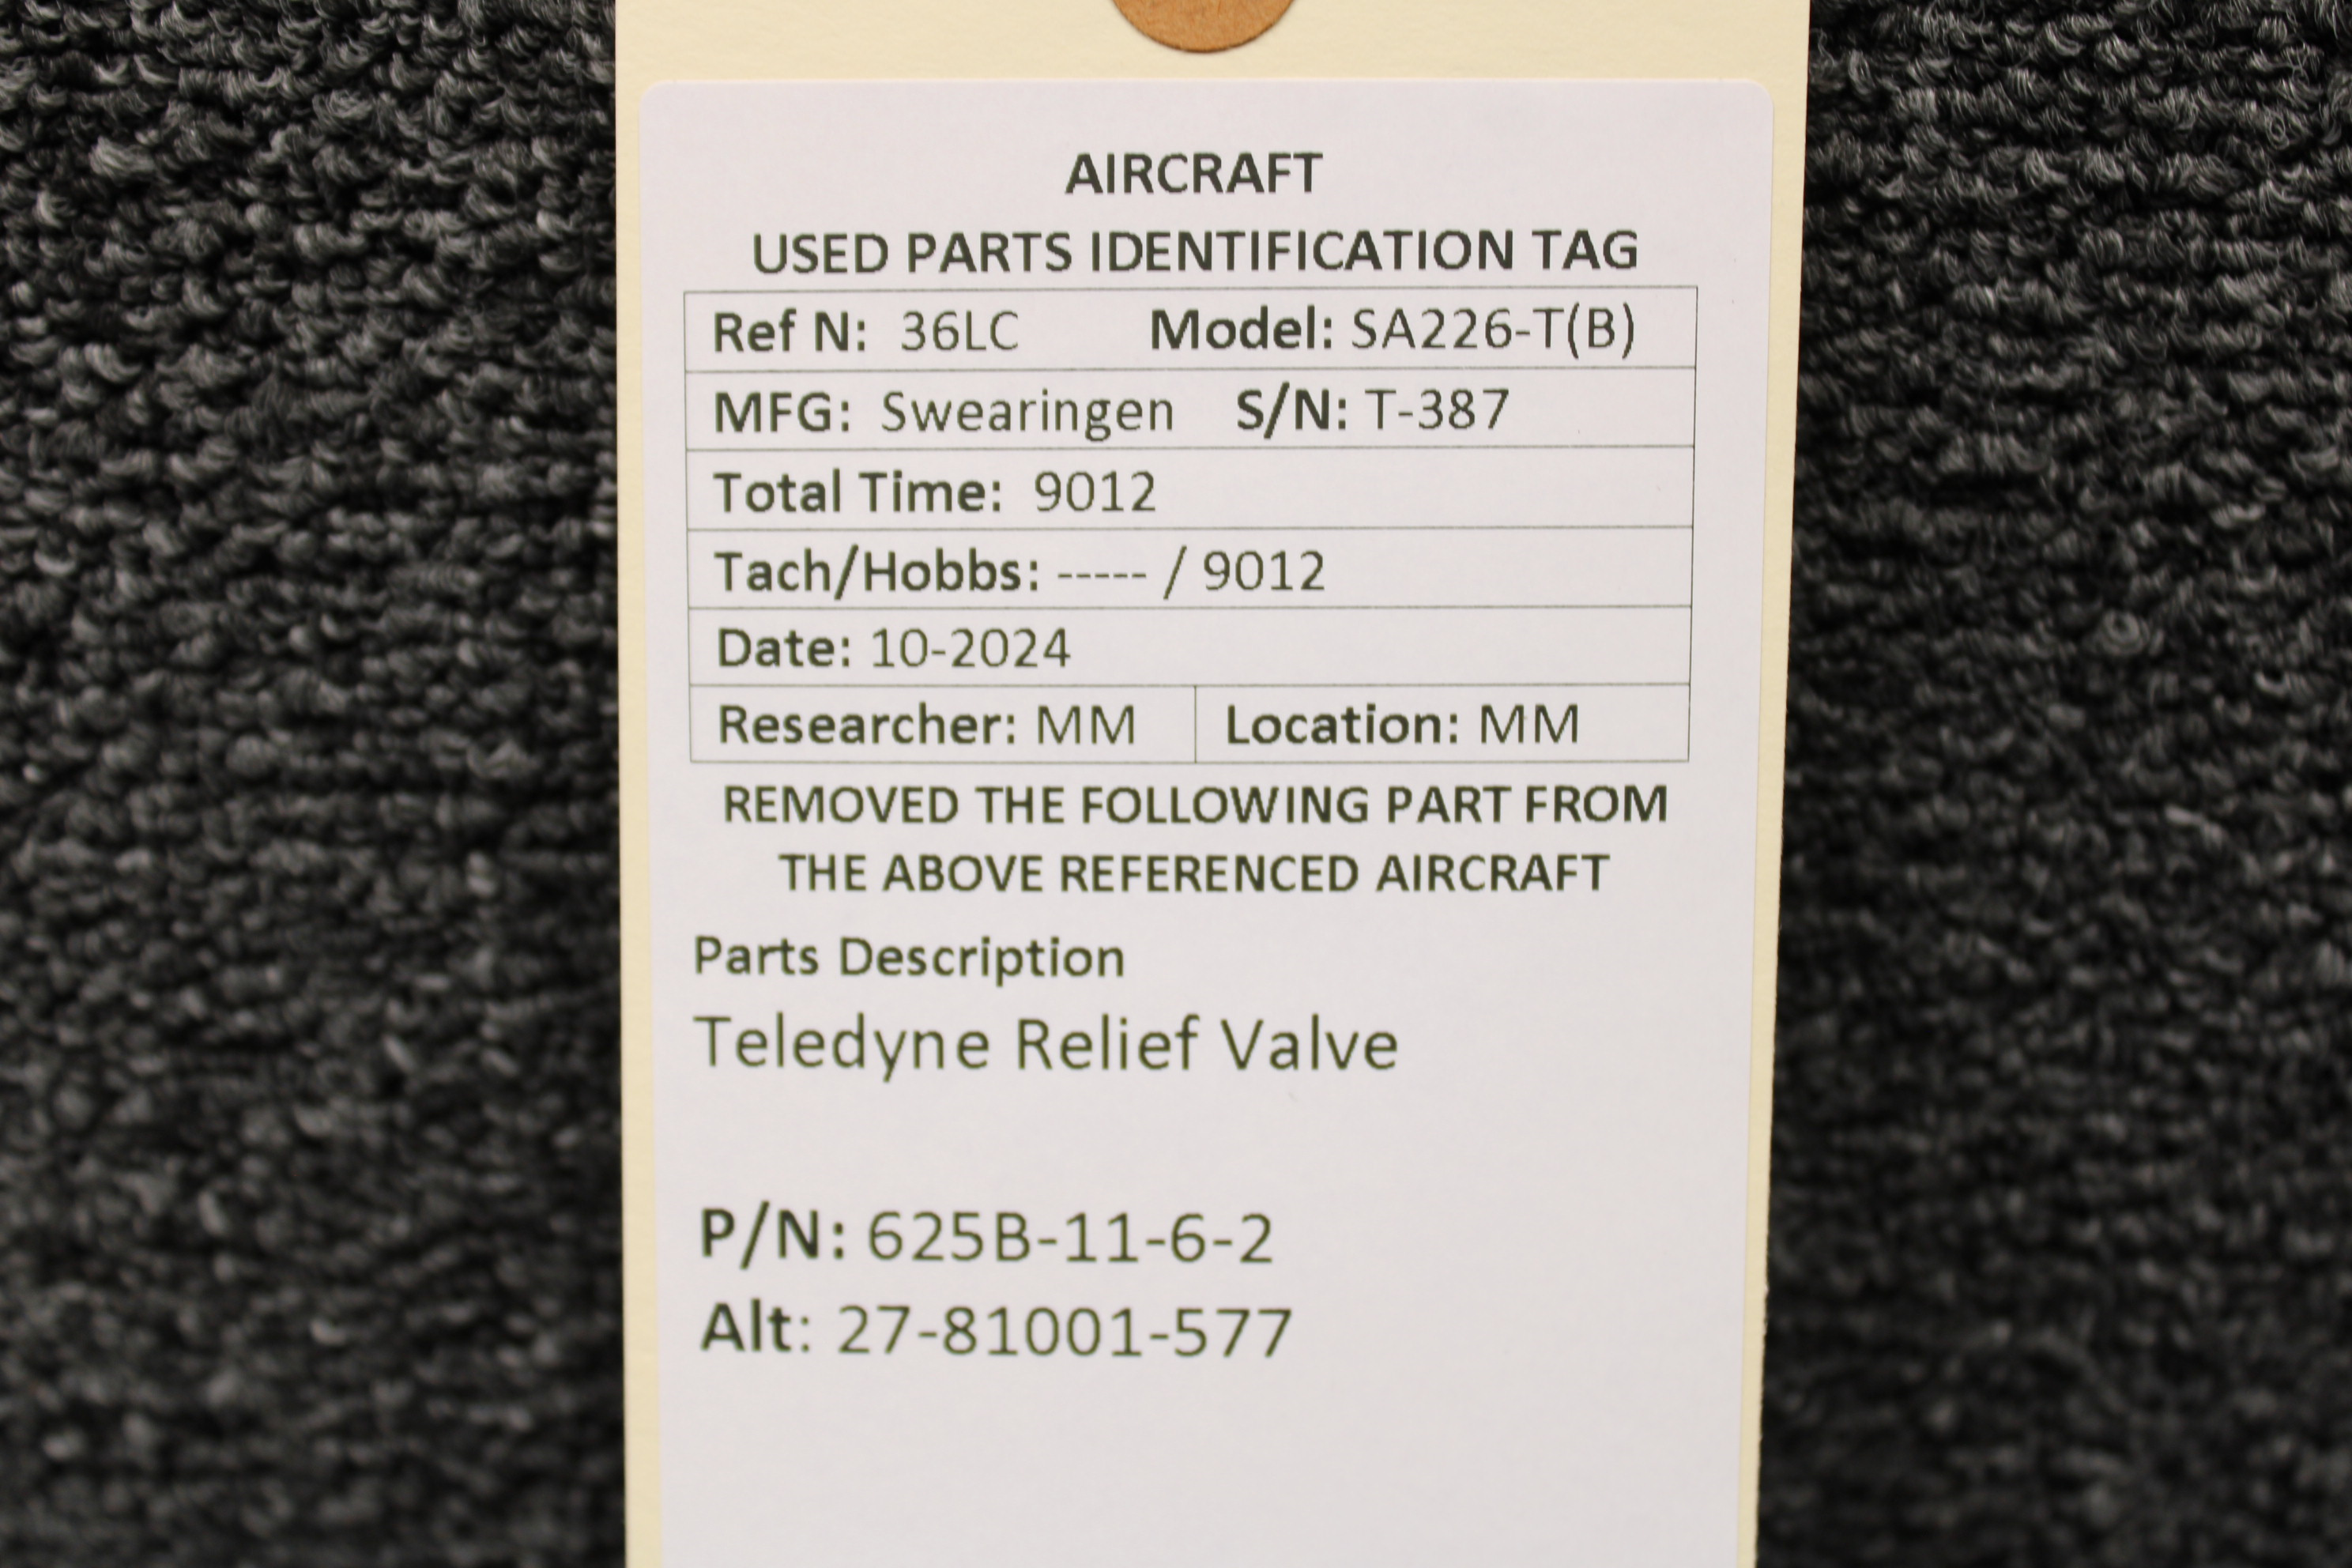 AIRCRAFT
USED PARTS IDENTIFICATION TAG
Ref N: 36LC Model: SA226-T(B)
MFG: Swearingen S/N: T-387
Total Time: 9012
Tach/Hobbs: ----- / 9012
Date: 10-2024
Researcher: MM Location: MM
REMOVED THE FOLLOWING PART FROM
THE ABOVE REFERENCED AIRCRAFT
Parts Description
Teledyne Relief Valve
P/N: 625B-11-6-2
Alt: 27-81001-577